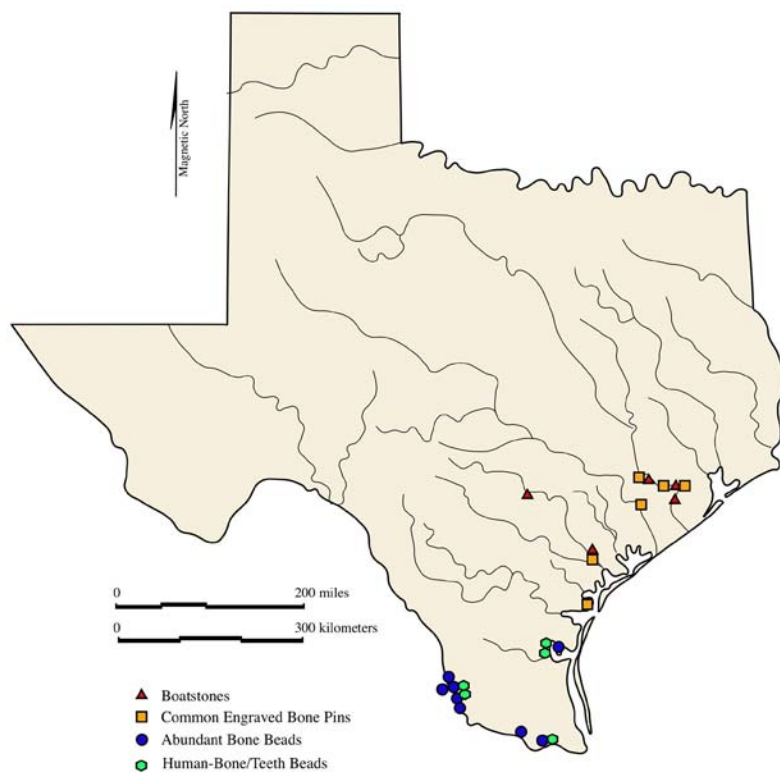 Magnetic North
0 200 miles
0 300 kilometers
Boatstones
Common Engraved Bone Pins
Abundant Bone Beads
Human-Bone/Teeth Beads